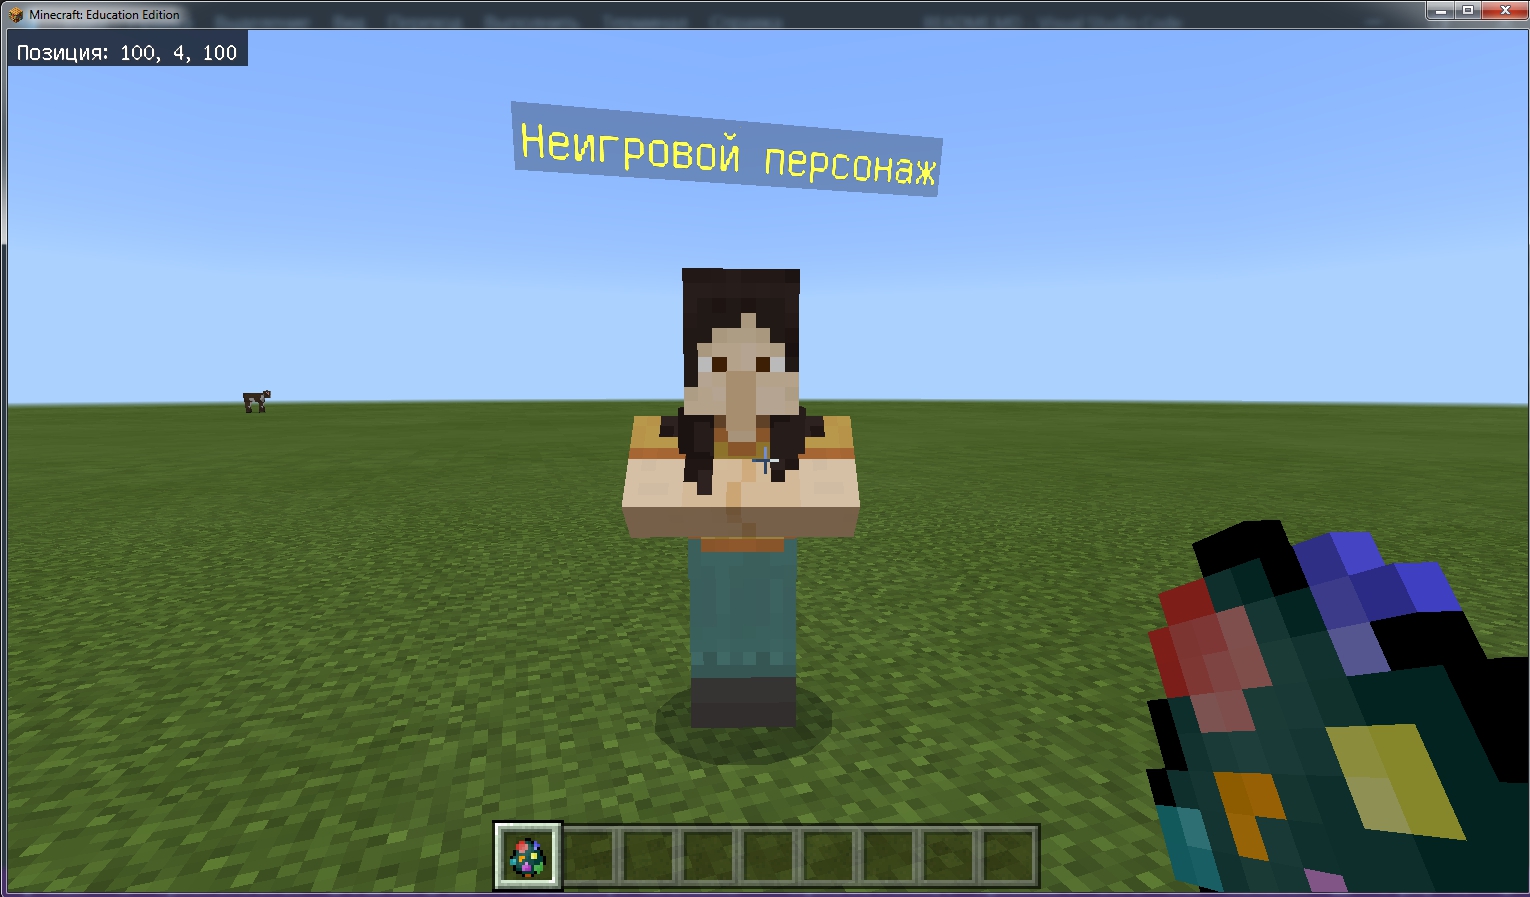 Minecraft: Education Edition
Позиция: 100, 4, 100
Неигровой персонаж